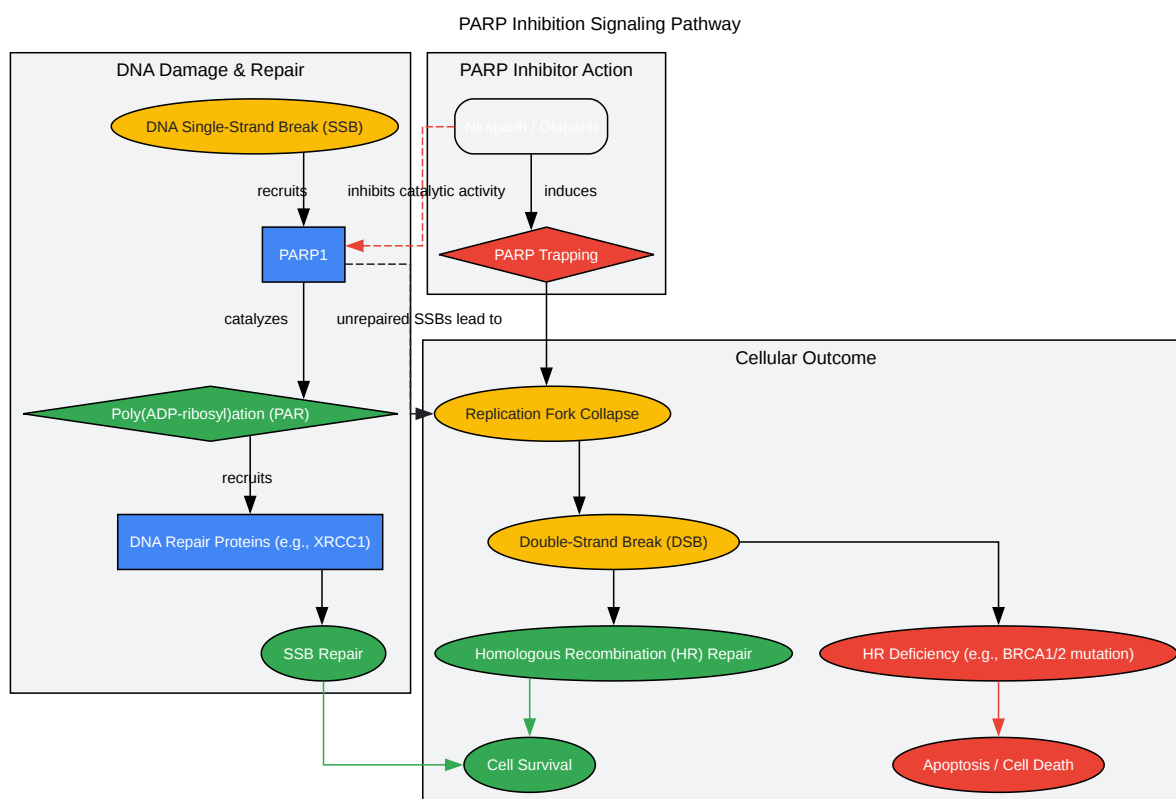 PARP Inhibition Signaling Pathway
DNA Damage & Repair
PARP Inhibitor Action
DNA Single-Strand Break (SSB)
Niraparib / Olaparib
recruits
inhibits catalytic activity
induces
PARP1
PARP Trapping
catalyzes
unrepaired SSBs lead to
Cellular Outcome
Poly(ADP-ribosyl)ation (PAR)
Replication Fork Collapse
recruits
DNA Repair Proteins (e.g., XRCC1)
Double-Strand Break (DSB)
SSB Repair
Homologous Recombination (HR) Repair
HR Deficiency (e.g., BRCA1/2 mutation)
Cell Survival
Apoptosis / Cell Death